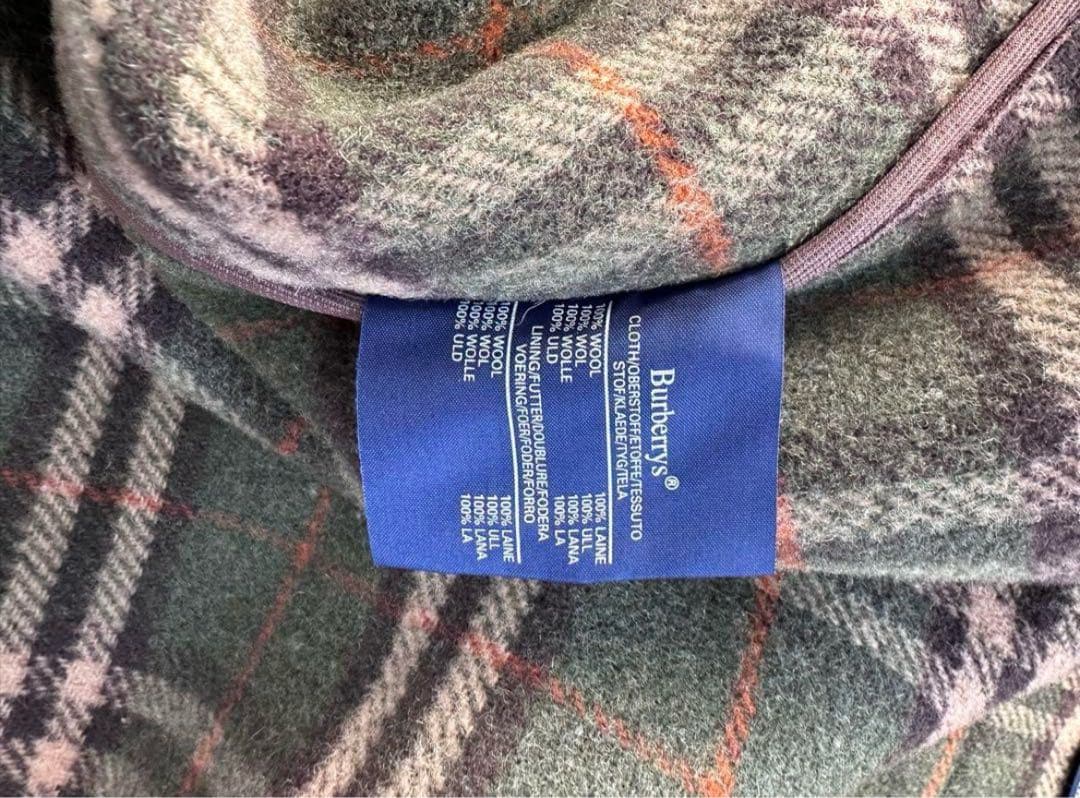 Burberrys®
CLOTH/OBERSTOFF/ETOFFE/TESSUTO
STOF/KLAEDE/TYG/TELA
100% WOOL 100% LAINE
100% WOL 100% ULL
100% WOLLE 100% LANA
100% ULD 100% LA
LINING/FUTTER/DOUBLURE/FODERA
VOERING/FOER/FODER/FORRO
100% WOOL 100% LAINE
100% WOL 100% ULL
100% WOLLE 100% LANA
100% ULD 100% LA